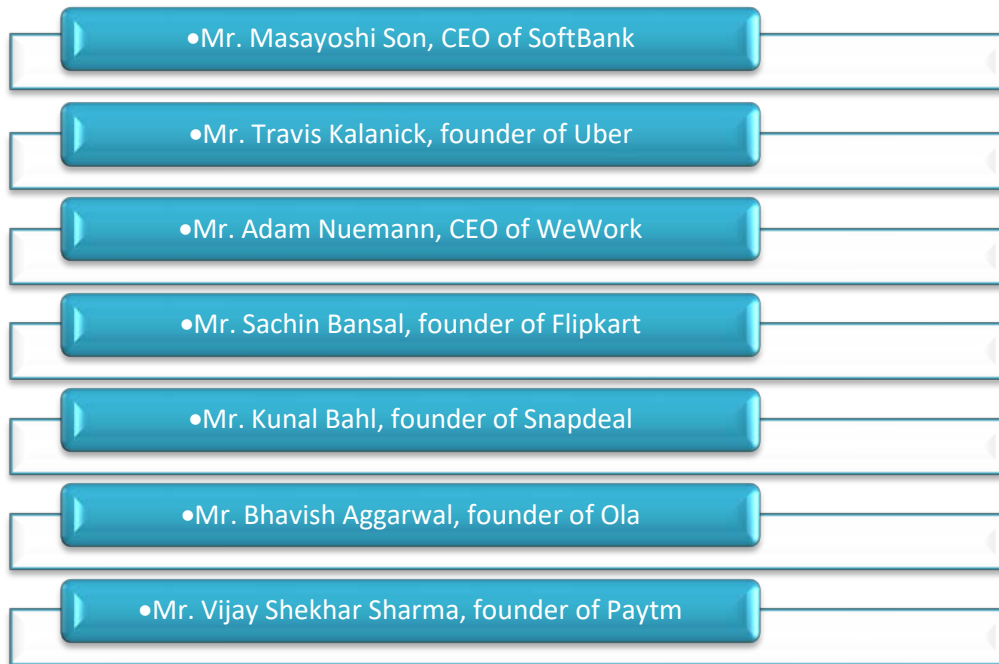 •Mr. Masayoshi Son, CEO of SoftBank
•Mr. Travis Kalanick, founder of Uber
•Mr. Adam Nuemann, CEO of WeWork
•Mr. Sachin Bansal, founder of Flipkart
•Mr. Kunal Bahl, founder of Snapdeal
•Mr. Bhavish Aggarwal, founder of Ola
•Mr. Vijay Shekhar Sharma, founder of Paytm